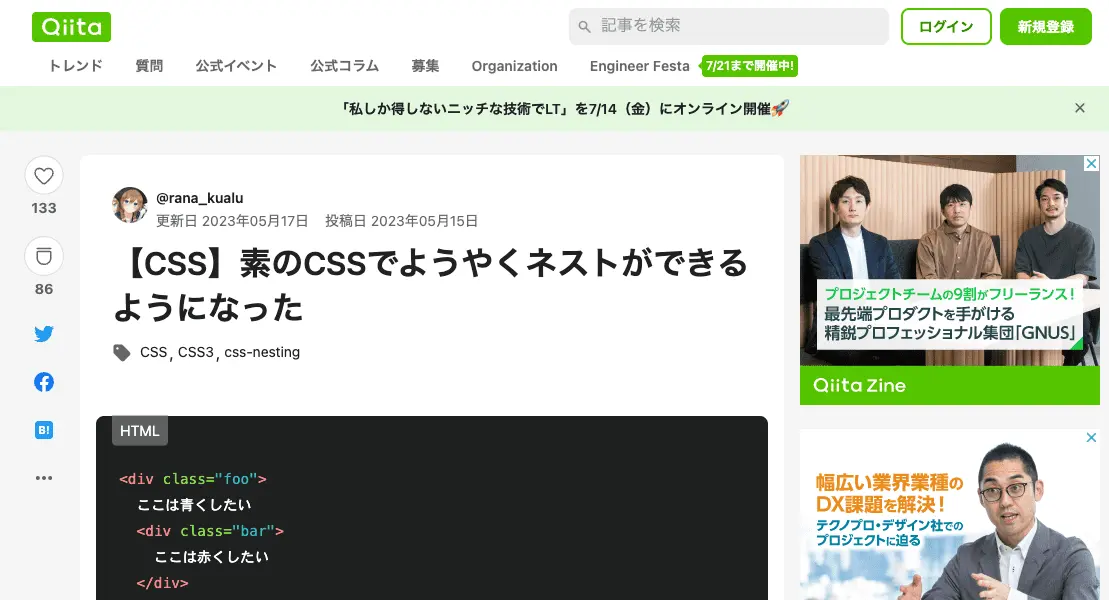 Qiita
記事を検索
ログイン
新規登録
トレンド 質問 公式イベント 公式コラム 募集 Organization Engineer Festa 7/21まで開催中!
「私しか得しないニッチな技術でLT」を7/14（金）にオンライン開催🚀
133
86
B!
@rana_kualu
更新日 2023年05月17日 投稿日 2023年05月15日
【CSS】素のCSSでようやくネストができる
ようになった
CSS, CSS3, css-nesting
HTML
<div class="foo">
ここは青くしたい
<div class="bar">
ここは赤くしたい
</div>
プロジェクトチームの9割がフリーランス！
最先端プロダクトを手がける
精鋭プロフェッショナル集団「GNUS」
Qiita Zine
幅広い業界業種の
DX課題を解決！
テクノプロ・デザイン社での
プロジェクトに迫る